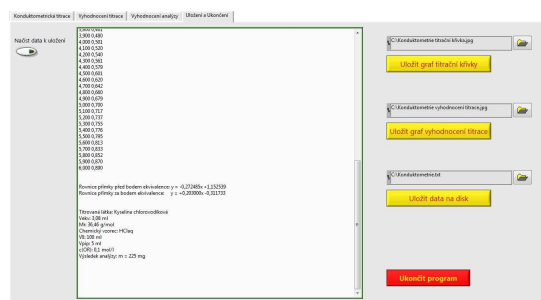 Konduktometrická titrace
Vyhodnocení titrace
Vyhodnocaní analýzy
Uložení a Ukončení
Načíst data k uložení
3,900 0,480
4,000 0,501
4,100 0,520
4,200 0,540
4,300 0,561
4,400 0,579
4,500 0,601
4,600 0,620
4,700 0,642
4,800 0,660
4,900 0,679
5,000 0,700
5,100 0,717
5,200 0,737
5,300 0,755
5,400 0,776
5,500 0,795
5,600 0,813
5,700 0,833
5,800 0,852
5,900 0,870
6,000 0,890
Rovnice přímky před bodem ekvivalence: y = -0,272485x +1,152539
Rovnice přímky za bodem ekvivalence: y = +0,200800x -0,311733
Titrovaná látka: Kyselina chlorovodíková
Vekv: 3,08 ml
Mr: 36,46 g/mol
Chemický vzorec: HClaq
V0: 100 ml
Vpip: 5 ml
c(OR): 0,1 mol/l
Výsledek analýzy: m = 225 mg
C:\Konduktometrie titrační křivka.jpg
Uložit graf titrační křivky
C:\Konduktometrie vyhodnocení titrace.jpg
Uložit graf vyhodnocení titrace
C:\Konduktometrie.txt
Uložit data na disk
Ukončit program